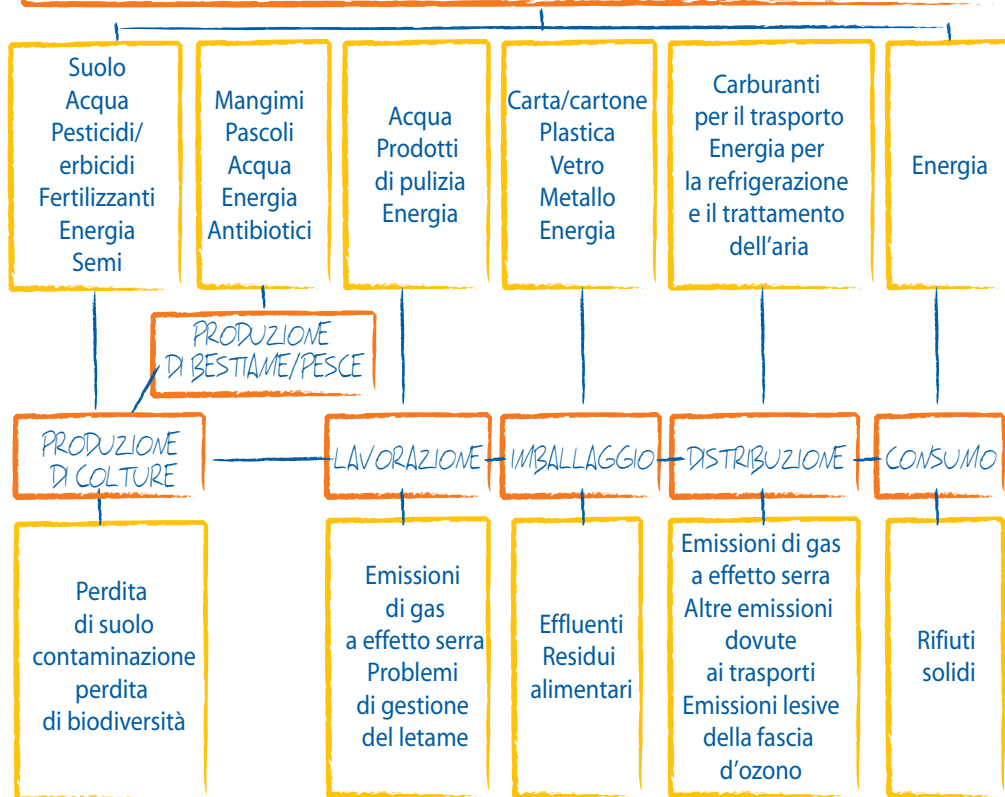 Suolo
Acqua
Pesticidi/
erbicidi
Fertilizzanti
Energia
Semi
Mangimi
Pascoli
Acqua
Energia
Antibiotici
Acqua
Prodotti
di pulizia
Energia
Carta/cartone
Plastica
Vetro
Metallo
Energia
Carburanti
per il trasporto
Energia per
la refrigerazione
e il trattamento
dell'aria
Energia
PRODUZIONE
DI BESTIAME/PESCE
PRODUZIONE
DI COLTURE
LAVORAZIONE
IMBALLAGGIO
DISTRIBUZIONE
CONSUMO
Perdita
di suolo
contaminazione
perdita
di biodiversità
Emissioni
di gas
a effetto serra
Problemi
di gestione
del letame
Effluenti
Residui
alimentari
Emissioni di gas
a effetto serra
Altre emissioni
dovute
ai trasporti
Emissioni lesive
della fascia
d'ozono
Rifiuti
solidi